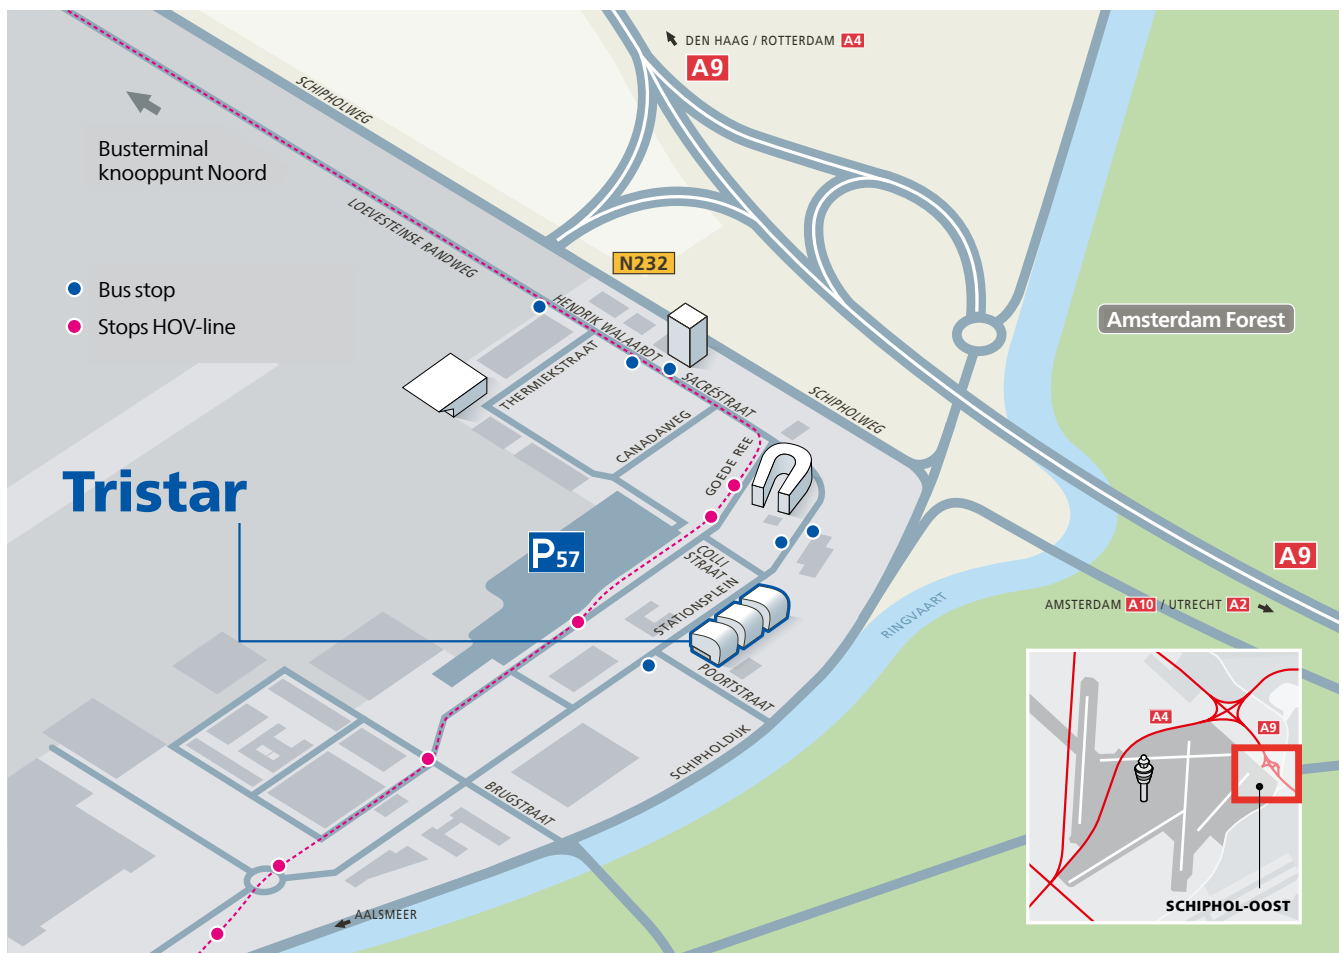 DEN HAAG / ROTTERDAM A4
A9
SCHIPHOLWEG
Busterminal
knooppunt Noord
LOEVESTEINSE RANDWEG
N232
Bus stop
Stops HOV-line
HENDRIK WALAARDT
SACRÉSTRAAT
Amsterdam Forest
THERMIEKSTRAAT
SCHIPHOLWEG
CANADAWEG
GOEDE REE
Tristar
P57
COLLI
STRAAT
A9
STATIONSPLEIN
RINGVAART
AMSTERDAM A10 / UTRECHT A2
POORTSTRAAT
SCHIPHOLDIJK
BRUGSTRAAT
A4
A9
SCHIPHOL-OOST
AALSMEER